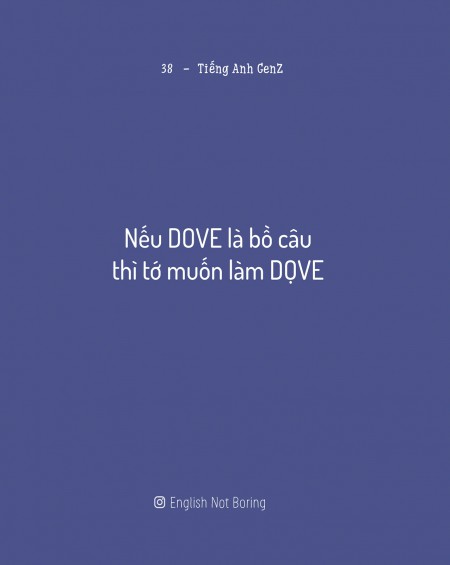 38 - Tiếng Anh GenZ
Nếu DOVE là bồ câu
thì tớ muốn làm DỌVE
English Not Boring